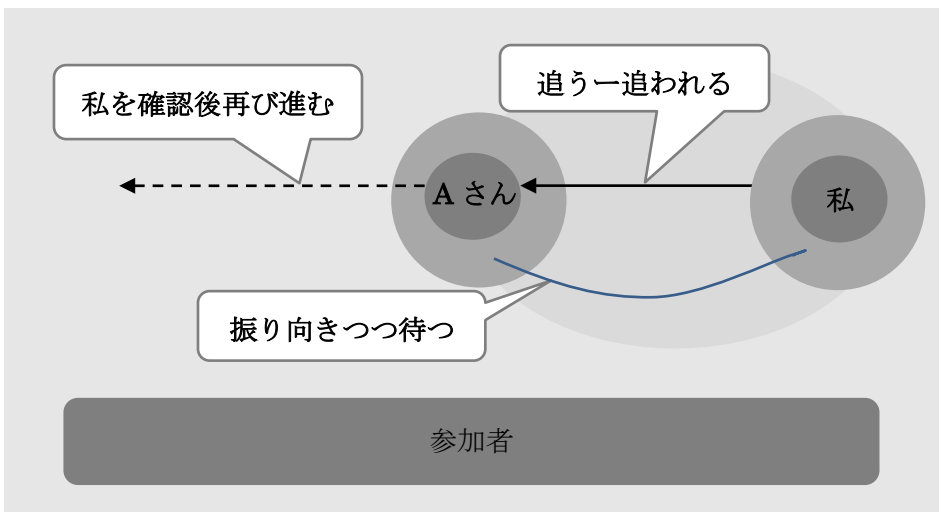 追うー追われる
私を確認後再び進む
Aさん
私
振り向きつつ待つ
参加者